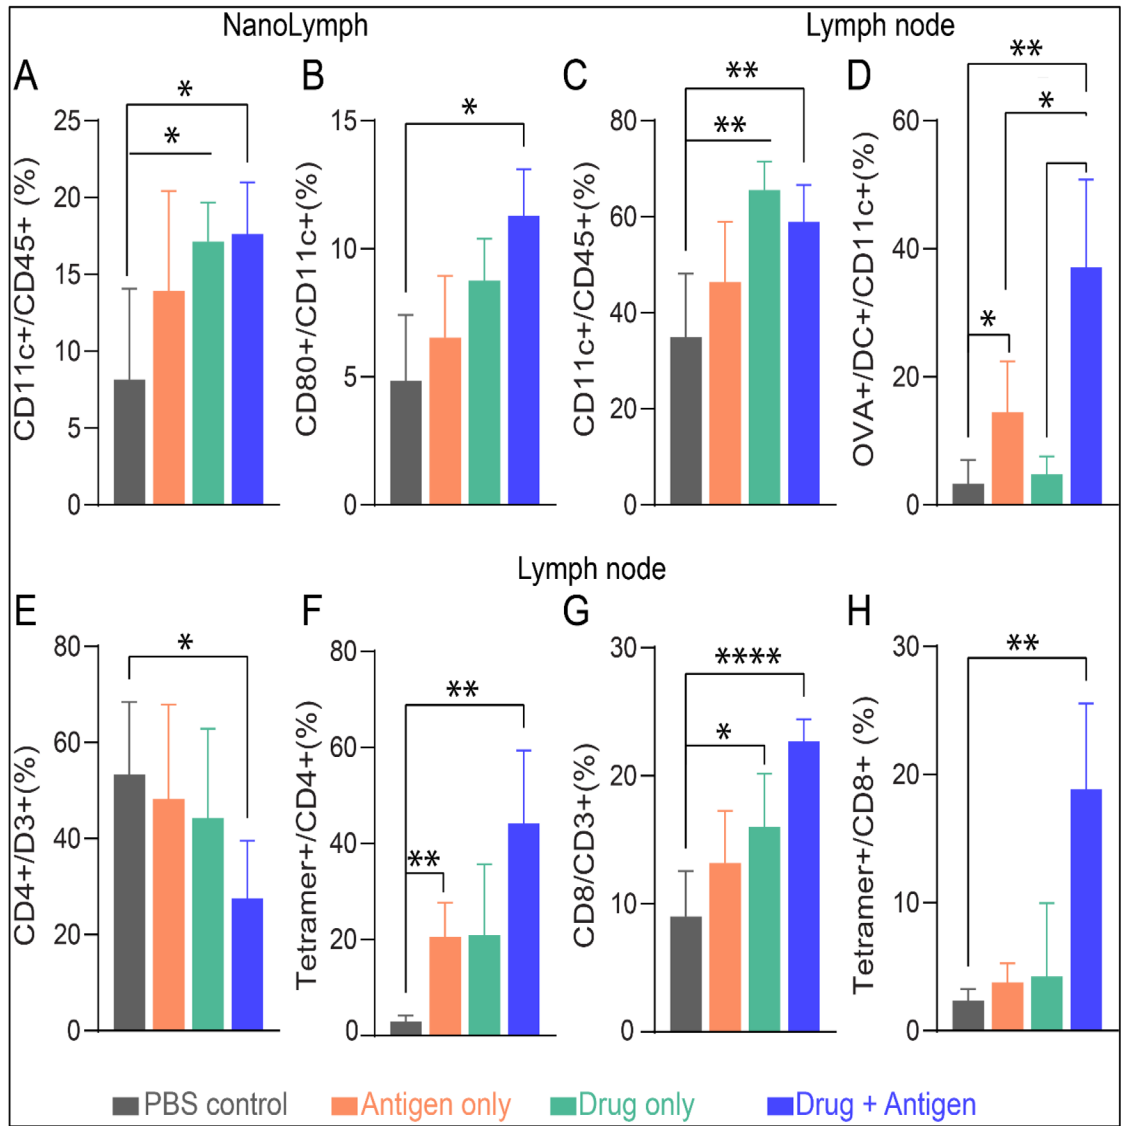 NanoLymph
Lymph node
A
B
C
D
CD11c+/CD45+ (%)
25
20
15
10
5
0
*
*
CD80+/CD11c+(%)
15
10
5
0
*
CD11c+/CD45+(%)
80
60
40
20
0
**
**
OVA+/DC+/CD11c+(%)
60
40
20
0
**
*
*
Lymph node
E
F
G
H
CD4+/D3+(%)
80
60
40
20
0
*
Tetramer+/CD4+(%)
80
60
40
20
0
**
**
CD8/CD3+(%)
30
20
10
0
****
*
Tetramer+/CD8+ (%)
30
20
10
0
**
PBS control
Antigen only
Drug only
Drug + Antigen